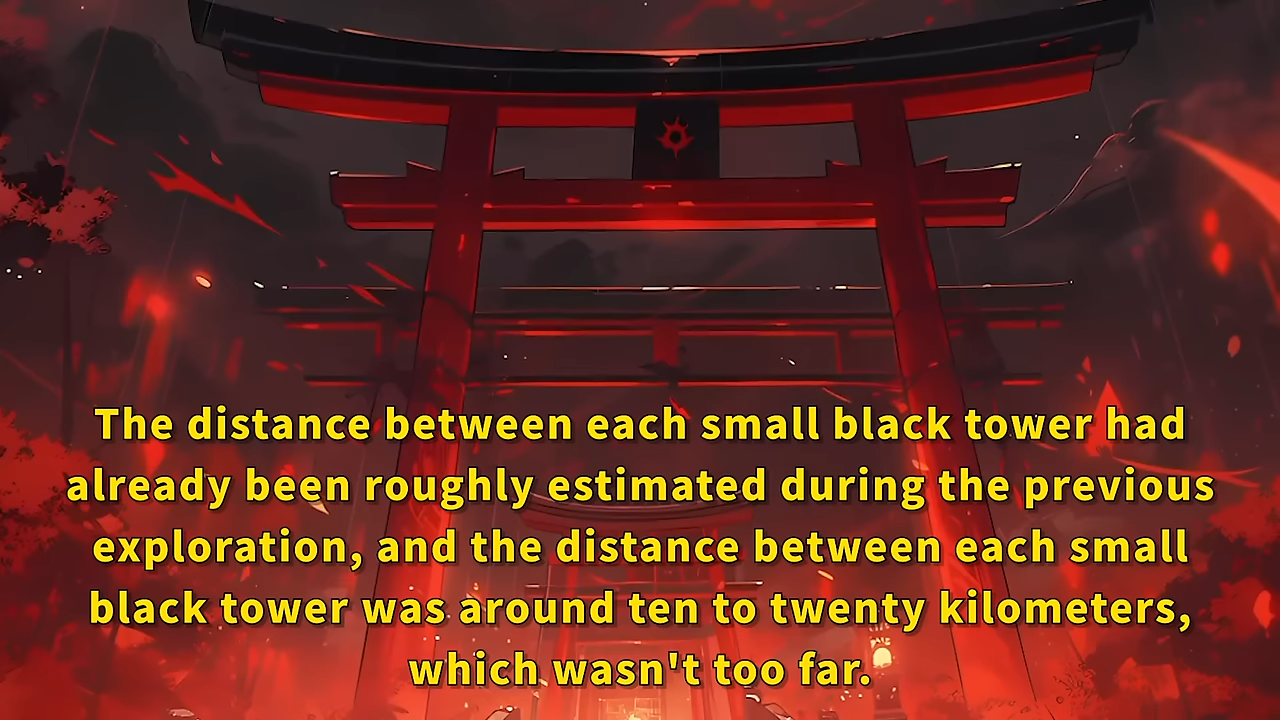 The distance between each small black tower had
already been roughly estimated during the previous
exploration, and the distance between each small
black tower was around ten to twenty kilometers,
which wasn't too far.